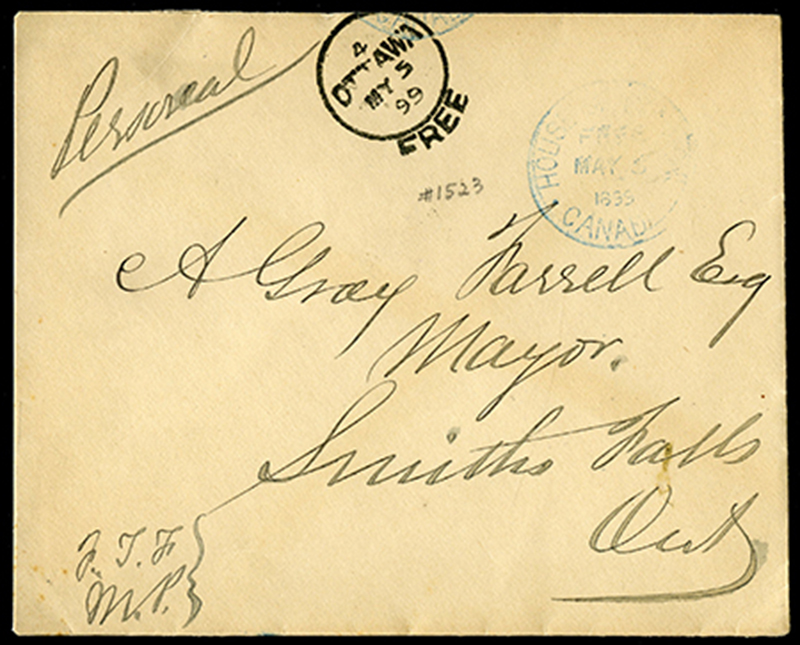 Personal
4
OTTAWA
MY 5
99
FREE
HOUS
FREE
MAY 5
1899
CANADA
#1523
A Gray Farrell Esq
Mayor.
Smiths Falls
Ont
F. T. F
M.P.